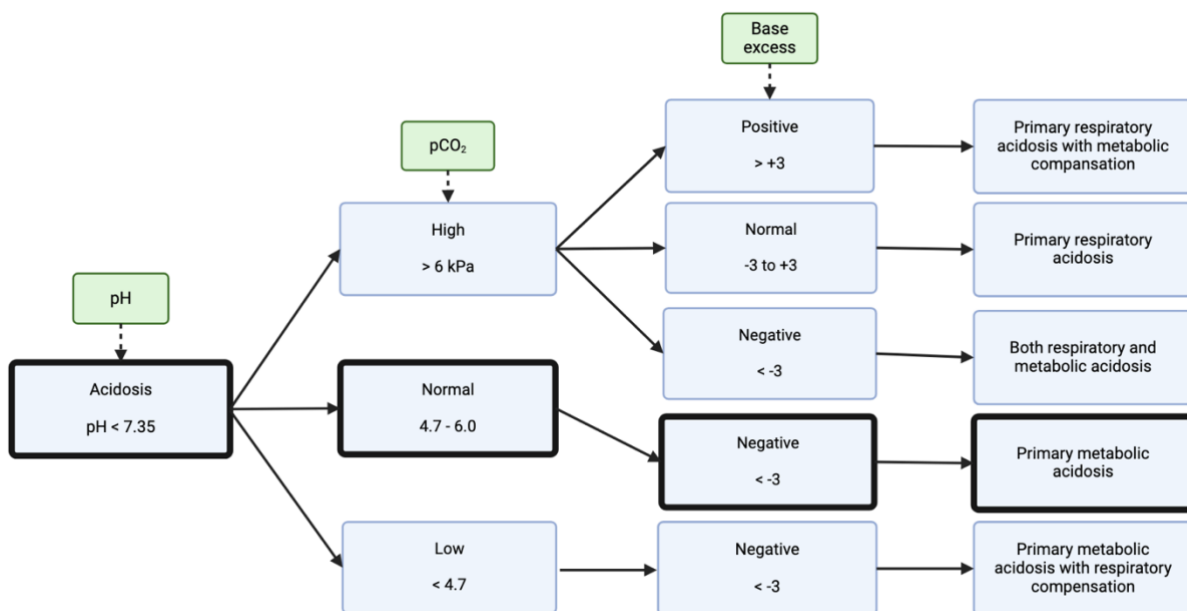 Base
excess
pCO₂
pH
Acidosis
pH < 7.35
High
> 6 kPa
Normal
4.7 - 6.0
Low
< 4.7
Positive
> +3
Normal
-3 to +3
Negative
< -3
Negative
< -3
Negative
< -3
Primary respiratory
acidosis with metabolic
compansation
Primary respiratory
acidosis
Both respiratory and
metabolic acidosis
Primary metabolic
acidosis
Primary metabolic
acidosis with respiratory
compensation